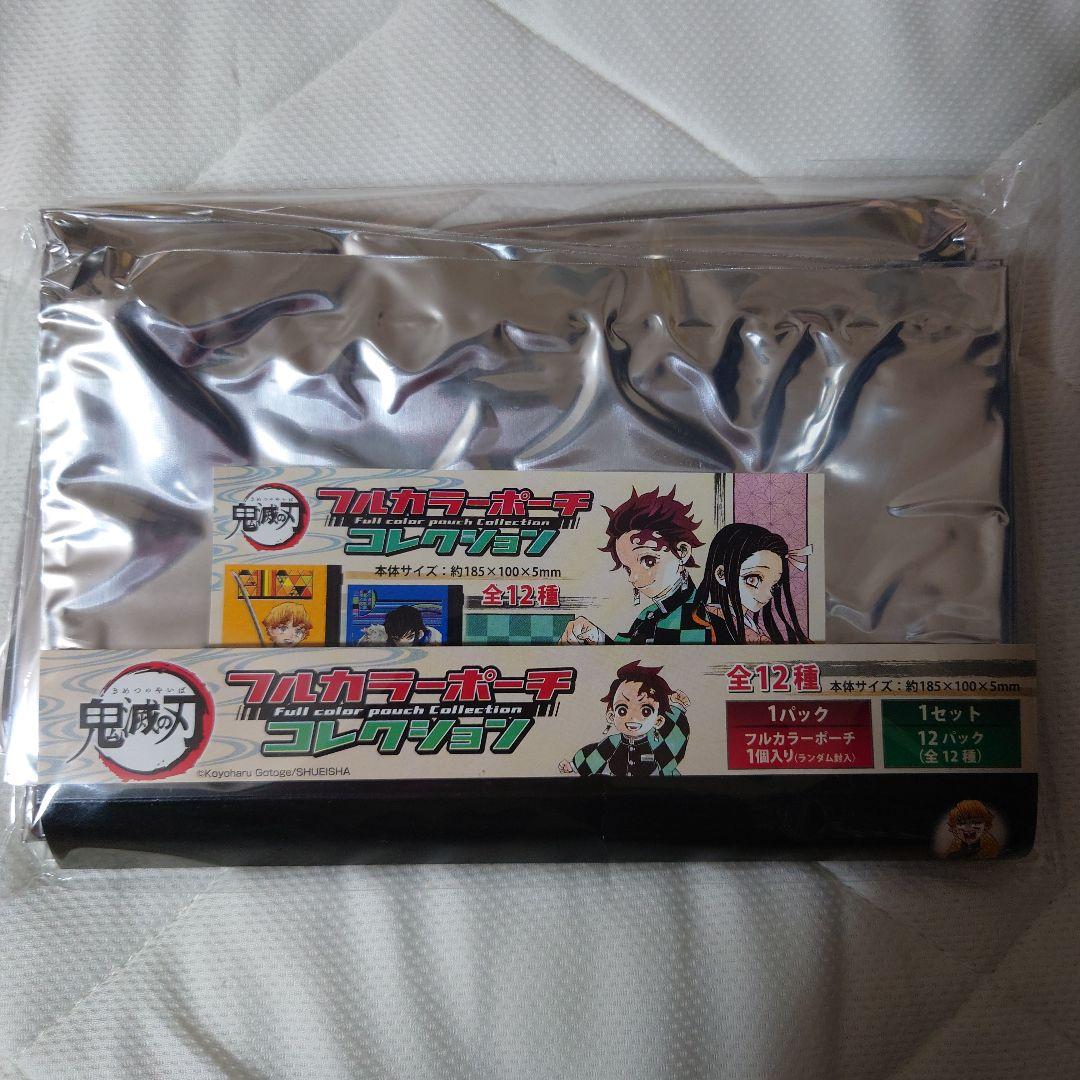 きめつのやいば
鬼滅の刃
フルカラーポーチ
Full color pouch Collection
コレクション
本体サイズ：約185×100×5mm
全12種
きめつのやいば
鬼滅の刃
フルカラーポーチ
Full color pouch Collection
コレクション
©Koyoharu Gotoge/SHUEISHA
全12種
本体サイズ：約185×100×5mm
1パック
フルカラーポーチ
1個入り(ランダム封入)
1セット
12パック
(全12種)